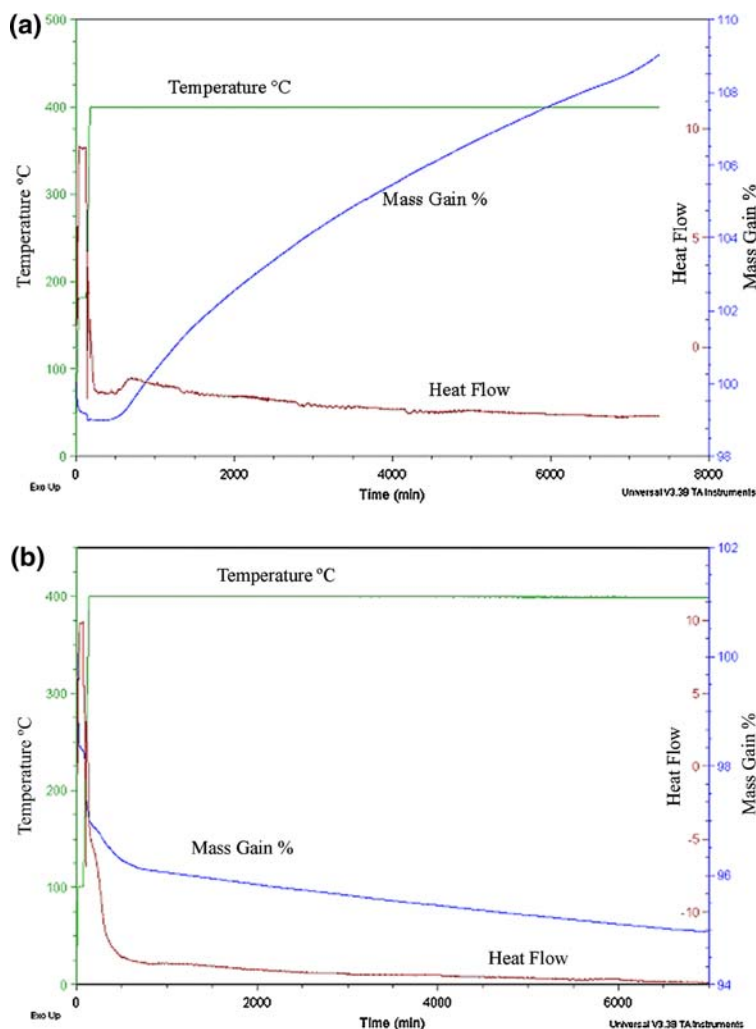 (a)
500
400
300
200
100
0
Temperature ºC
Temperature °C
Mass Gain %
Heat Flow
10
5
0
Heat Flow
110
108
106
104
102
100
98
Mass Gain %
0
2000
4000
6000
8000
Exo Up
Time (min)
Universal V3.3B TA Instruments
(b)
400
300
200
100
0
Temperature ºC
Temperature ºC
Mass Gain %
Heat Flow
10
5
0
-5
-10
Heat Flow
102
100
98
96
94
Mass Gain %
0
2000
4000
6000
Exo Up
Time (min)
Universal V3.3B TA Instruments